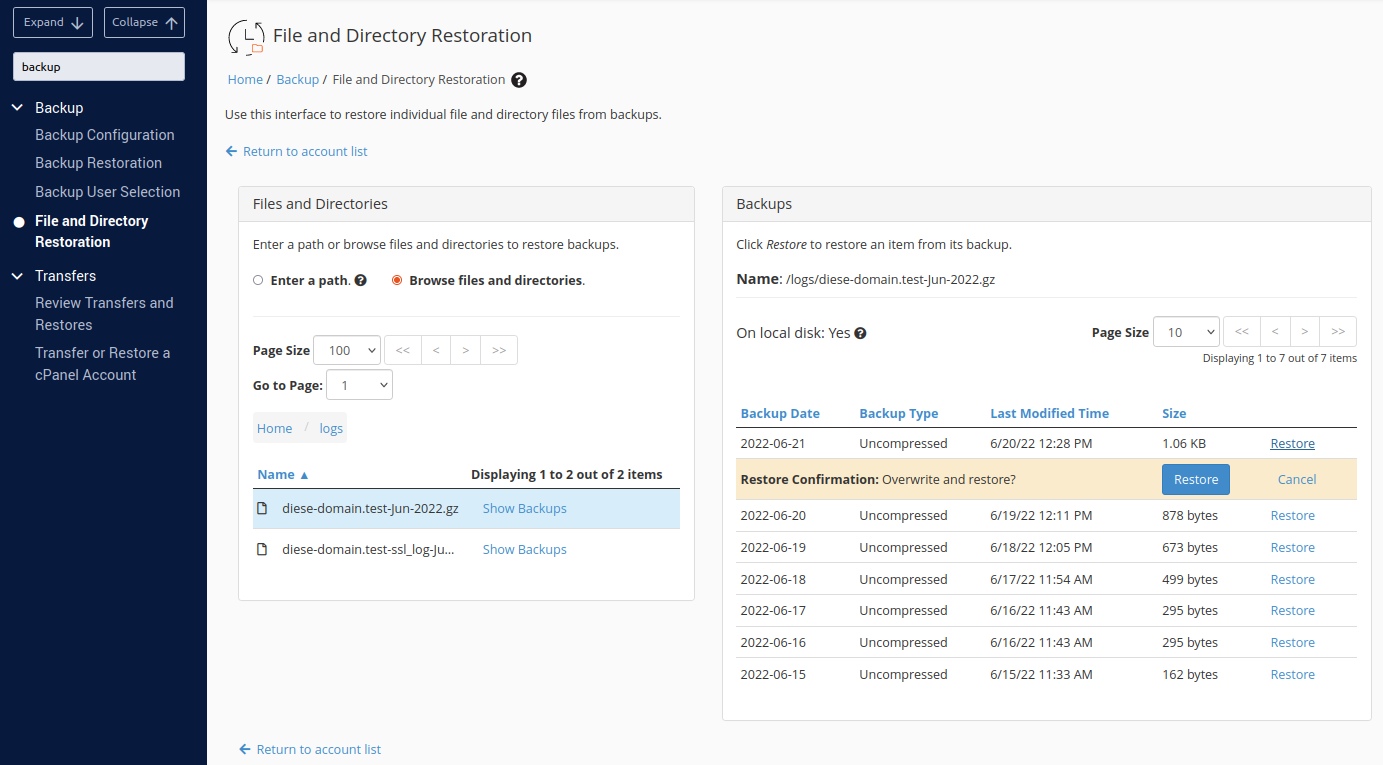 Expand
Collapse
backup
Backup
Backup Configuration
Backup Restoration
Backup User Selection
File and Directory
Restoration
Transfers
Review Transfers and
Restores
Transfer or Restore a
cPanel Account
File and Directory Restoration
Home / Backup / File and Directory Restoration ?
Use this interface to restore individual file and directory files from backups.
Return to account list
Files and Directories
Enter a path or browse files and directories to restore backups.
Enter a path. ? Browse files and directories.
Page Size 100 << < > >>
Go to Page: 1
Home / logs
Name ▲ Displaying 1 to 2 out of 2 items
diese-domain.test-Jun-2022.gz Show Backups
diese-domain.test-ssl_log-Ju... Show Backups
Backups
Click Restore to restore an item from its backup.
Name: /logs/diese-domain.test-Jun-2022.gz
On local disk: Yes ? Page Size 10 << < > >>
Displaying 1 to 7 out of 7 items
Backup Date Backup Type Last Modified Time Size
2022-06-21 Uncompressed 6/20/22 12:28 PM 1.06 KB Restore
Restore Confirmation: Overwrite and restore? Restore Cancel
2022-06-20 Uncompressed 6/19/22 12:11 PM 878 bytes Restore
2022-06-19 Uncompressed 6/18/22 12:05 PM 673 bytes Restore
2022-06-18 Uncompressed 6/17/22 11:54 AM 499 bytes Restore
2022-06-17 Uncompressed 6/16/22 11:43 AM 295 bytes Restore
2022-06-16 Uncompressed 6/16/22 11:43 AM 295 bytes Restore
2022-06-15 Uncompressed 6/15/22 11:33 AM 162 bytes Restore
Return to account list